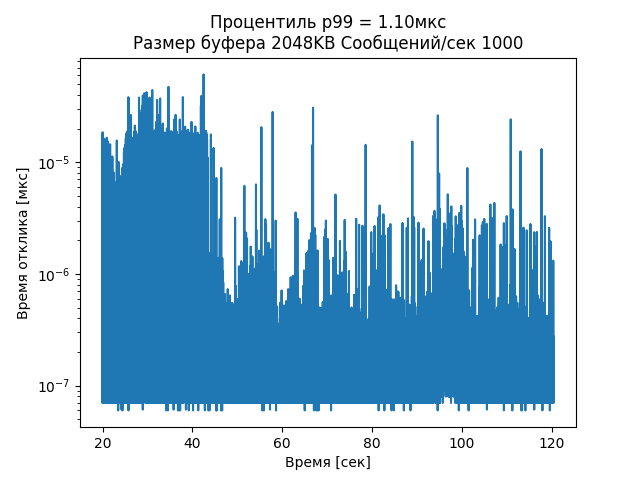 Процентиль p99 = 1.10мкс
Размер буфера 2048KB Сообщений/сек 1000
Время отклика [мкс]
10⁻⁵
10⁻⁶
10⁻⁷
20 40 60 80 100 120
Время [сек]